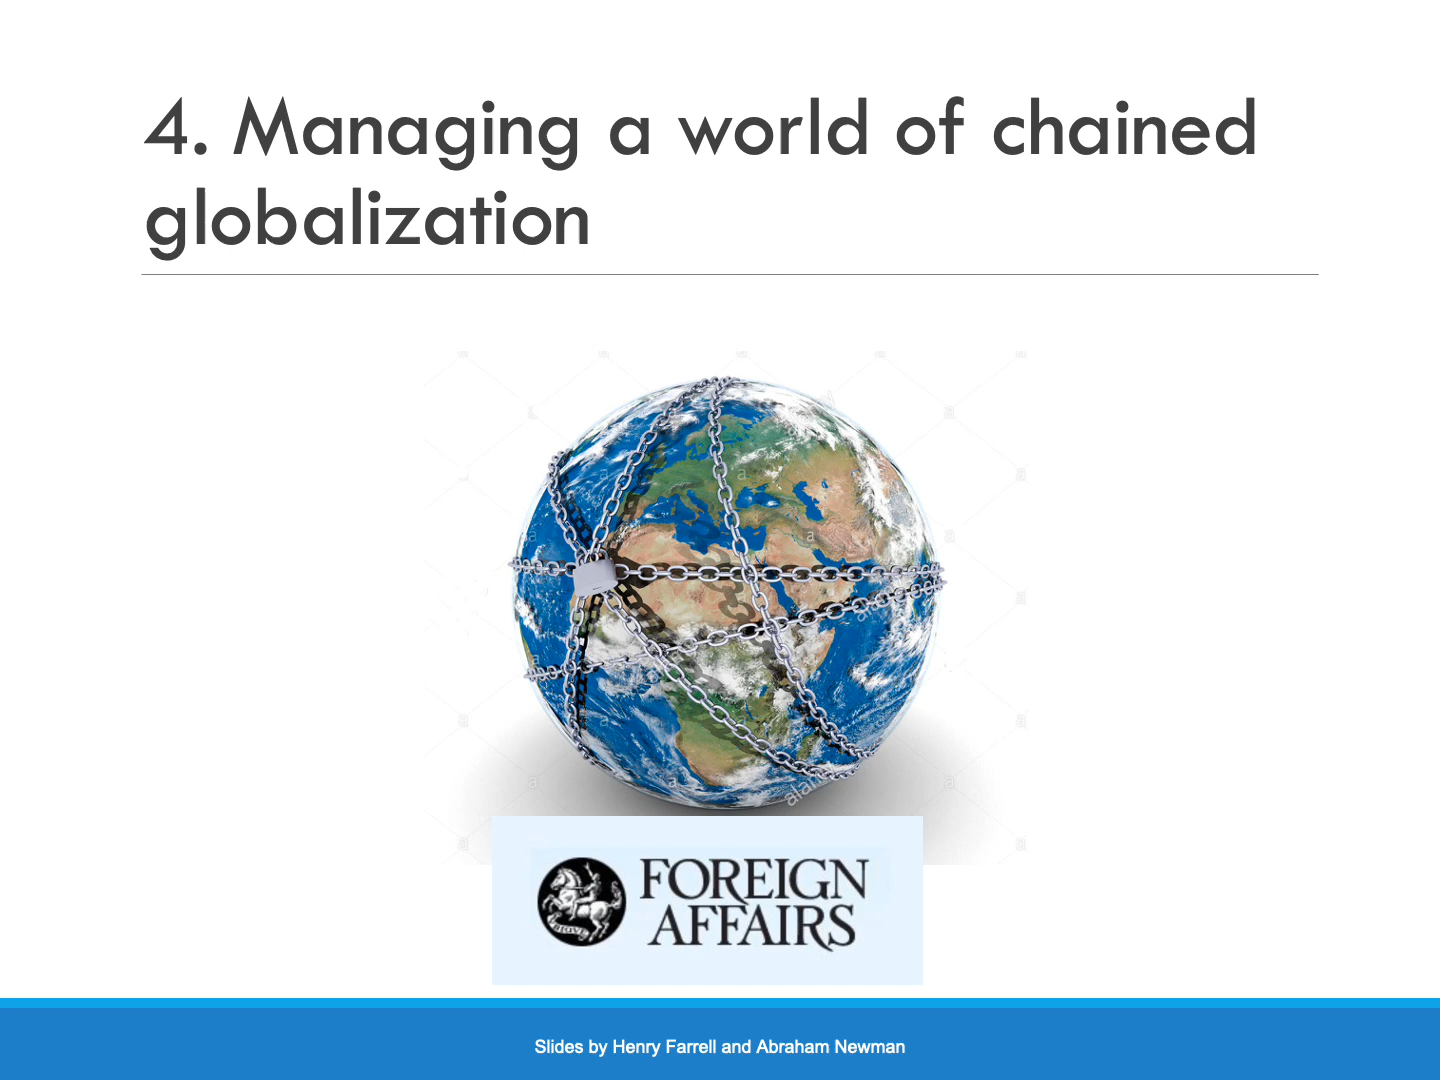 4. Managing a world of chained
globalization
FOREIGN
AFFAIRS
Slides by Henry Farrell and Abraham Newman